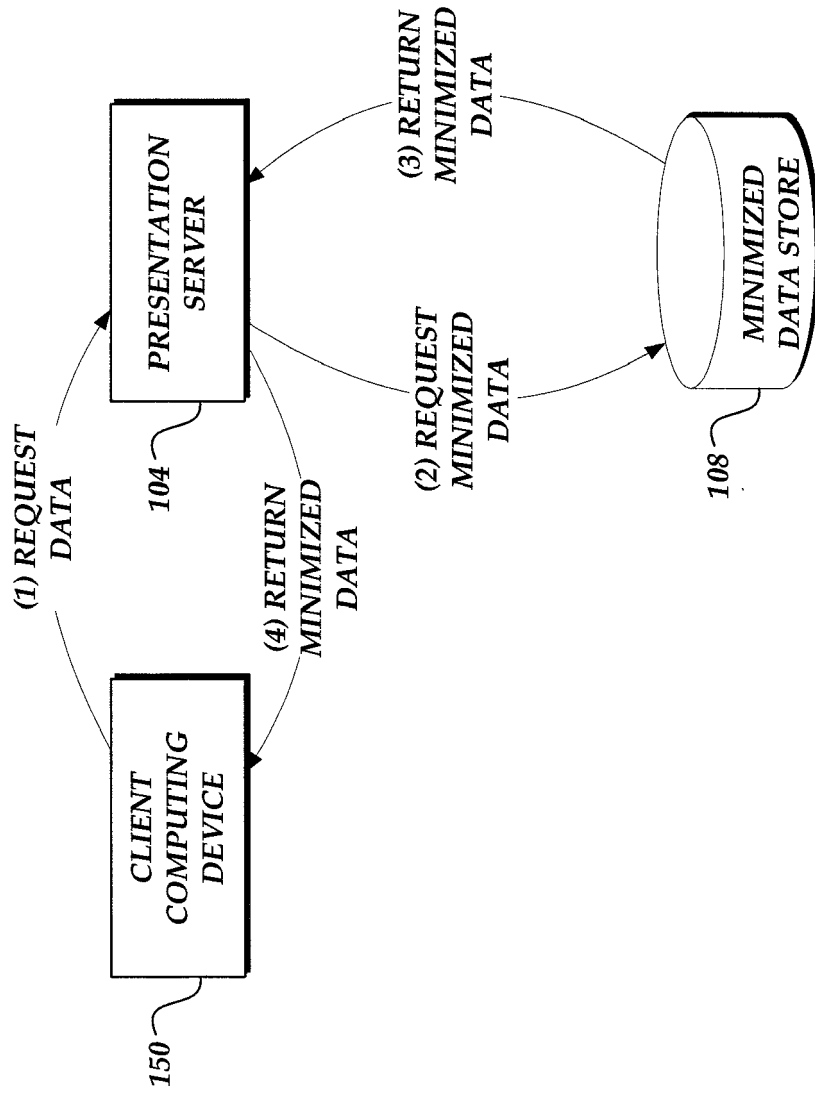 (1) REQUEST
DATA
CLIENT
COMPUTING
DEVICE
150
PRESENTATION
SERVER
104
(4) RETURN
MINIMIZED
DATA
(2) REQUEST
MINIMIZED
DATA
(3) RETURN
MINIMIZED
DATA
MINIMIZED
DATA STORE
108